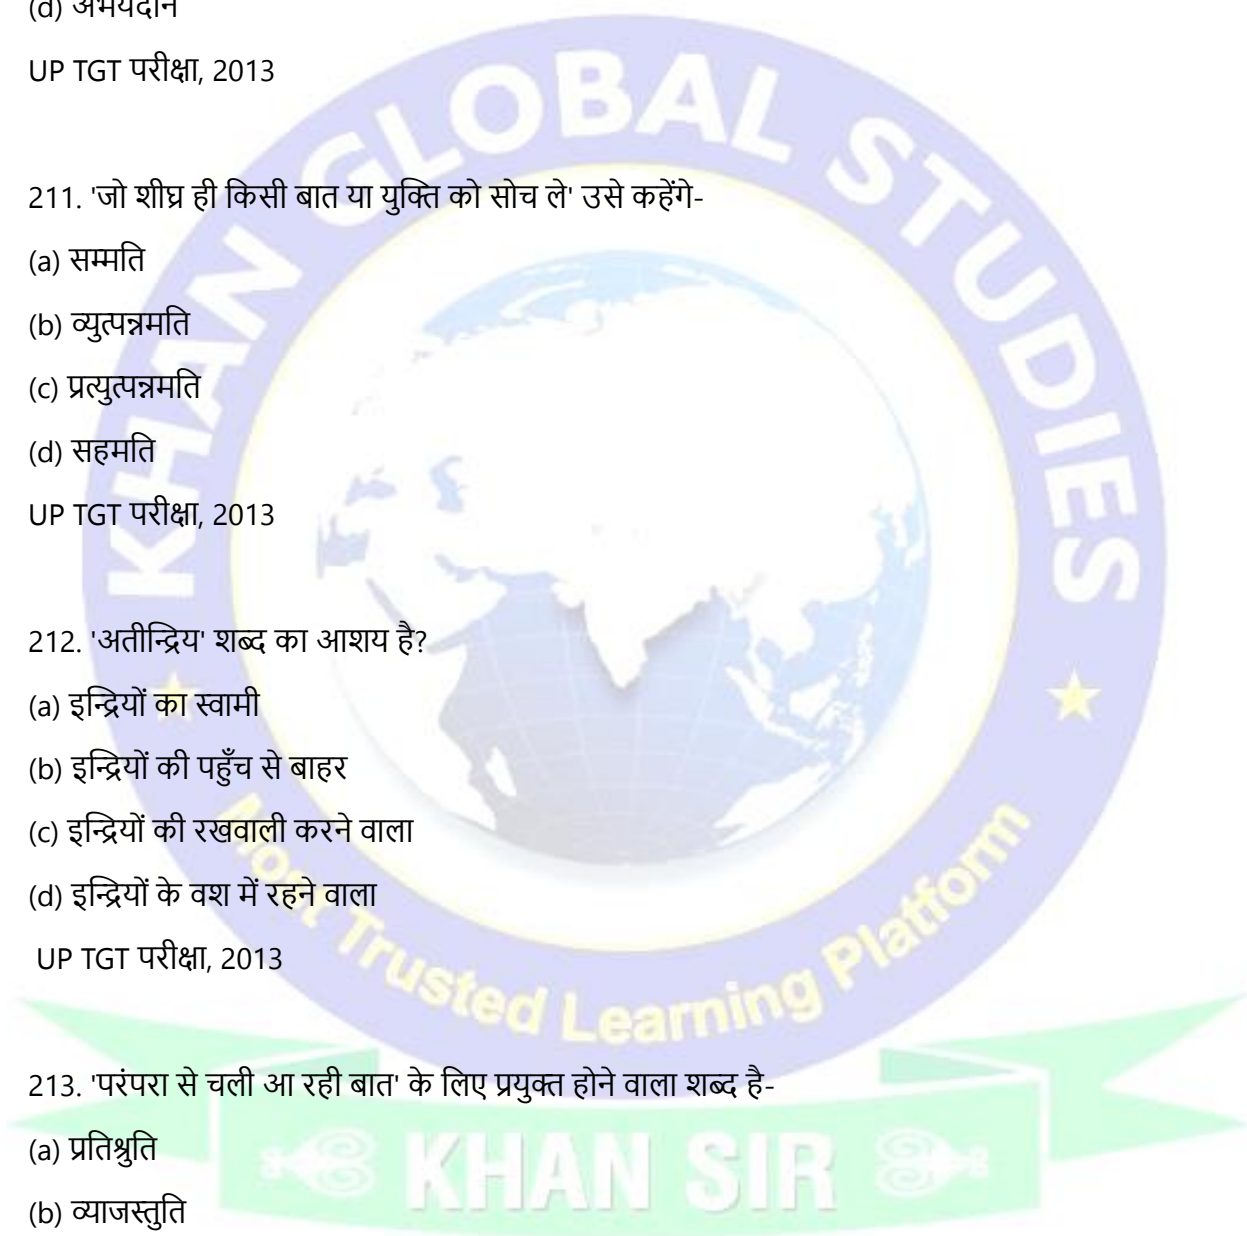 (d) अभयदान
UP TGT परीक्षा, 2013
211. 'जो शीघ्र ही किसी बात या युक्ति को सोच ले' उसे कहेंगे-
(a) सम्मति
(b) व्युत्पन्नमति
(c) प्रत्युत्पन्नमति
(d) सहमति
UP TGT परीक्षा, 2013
212. 'अतीन्द्रिय' शब्द का आशय है?
(a) इन्द्रियों का स्वामी
(b) इन्द्रियों की पहुँच से बाहर
(c) इन्द्रियों की रखवाली करने वाला
(d) इन्द्रियों के वश में रहने वाला
UP TGT परीक्षा, 2013
213. 'परंपरा से चली आ रही बात' के लिए प्रयुक्त होने वाला शब्द है-
(a) प्रतिश्रुति
(b) व्याजस्तुति
KHAN GLOBAL STUDIES
Most Trusted Learning Platform
KHAN SIR